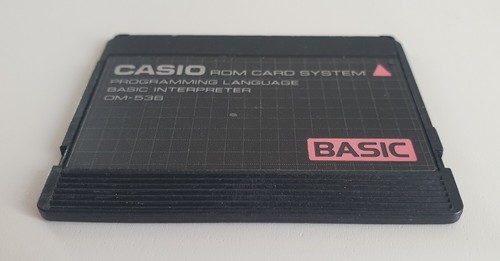 CASIO ROM CARD SYSTEM
PROGRAMMING LANGUAGE
BASIC INTERPRETER
OM-53B
BASIC